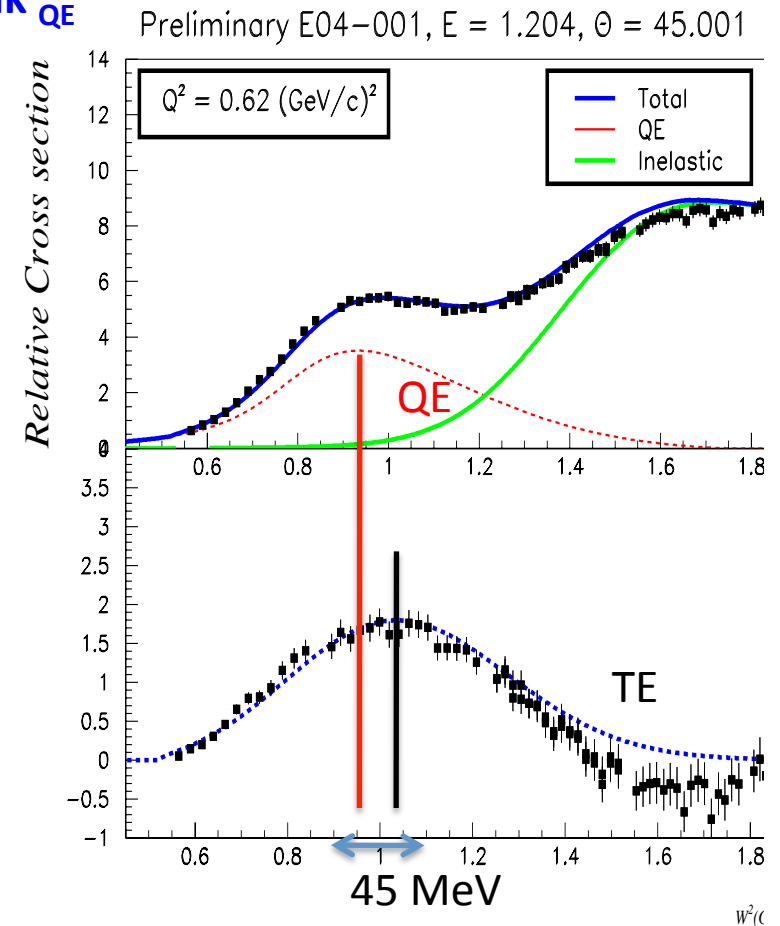 QE
Preliminary E04-001, E = 1.204, Θ = 45.001
Relative Cross section
Q² = 0.62 (GeV/c)²
Total
QE
Inelastic
14
12
10
8
6
4
2
0
QE
0.6 0.8 1 1.2 1.4 1.6 1.8
3.5
3
2.5
2
1.5
1
0.5
0
−0.5
−1
TE
0.6 0.8 1 1.2 1.4 1.6 1.8
45 MeV